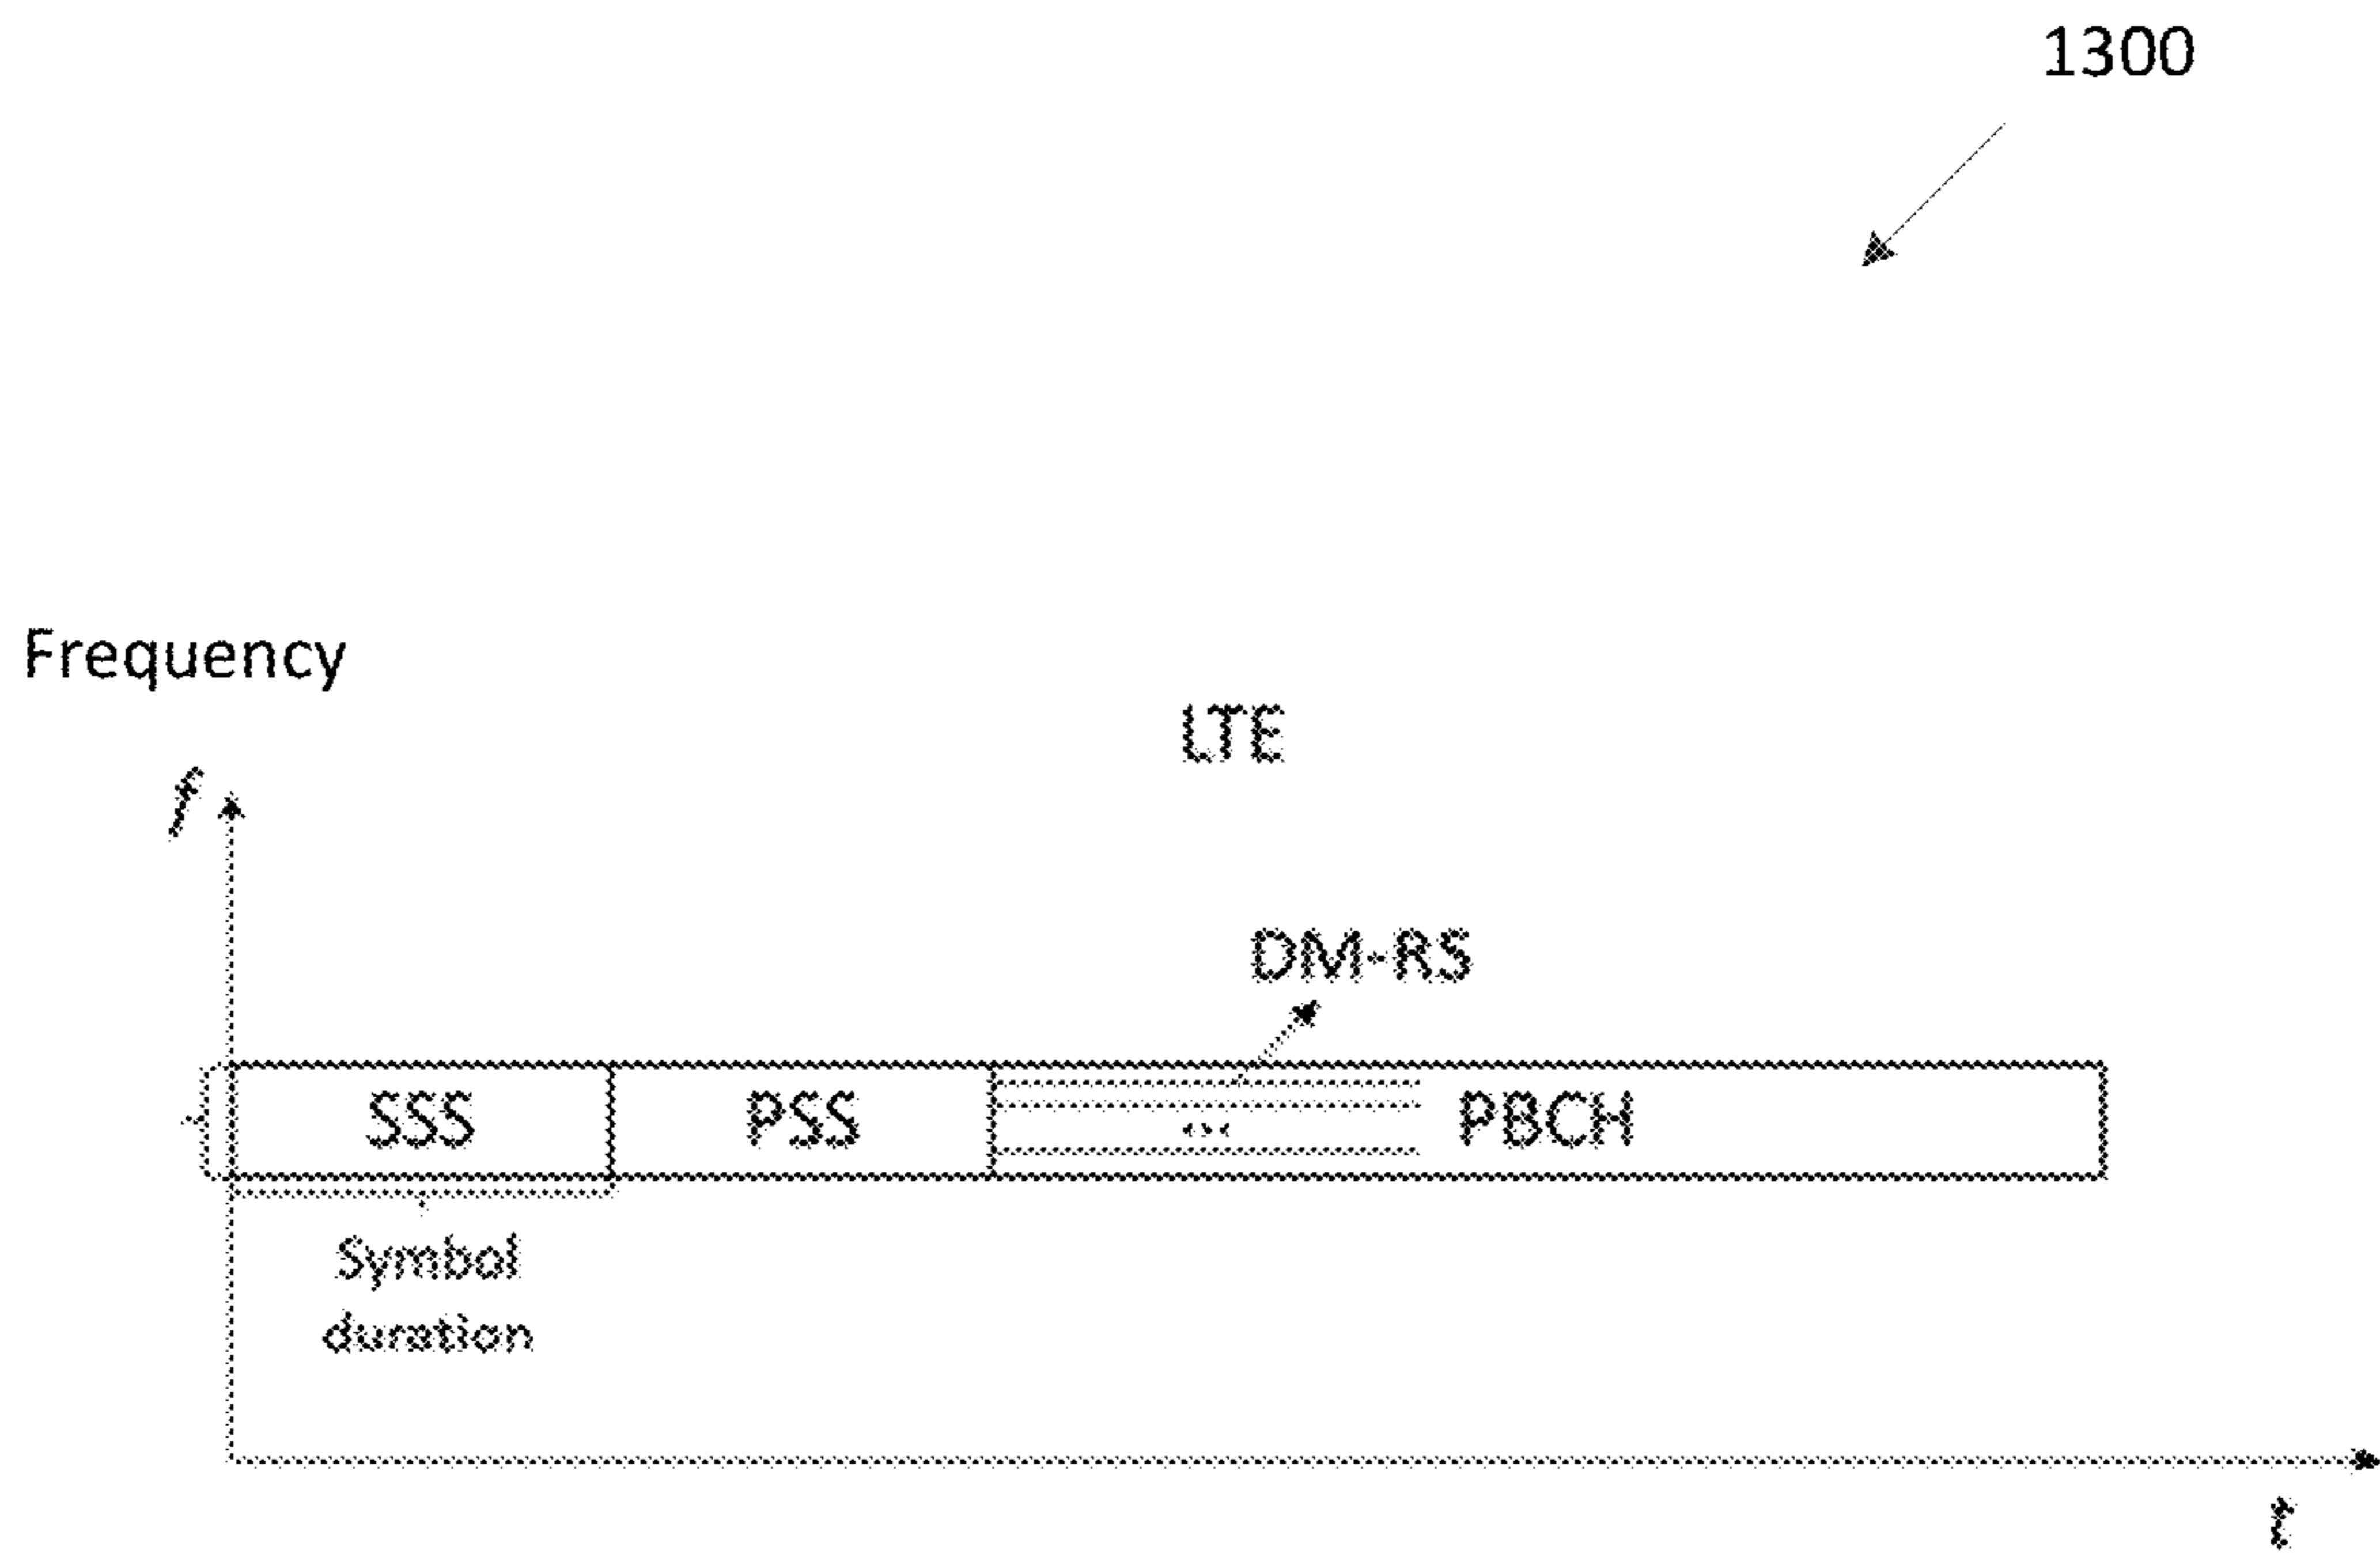 1300
Frequency
LTE
f
DM-RS
SSS PSS ... PBCH
Symbol
duration
t